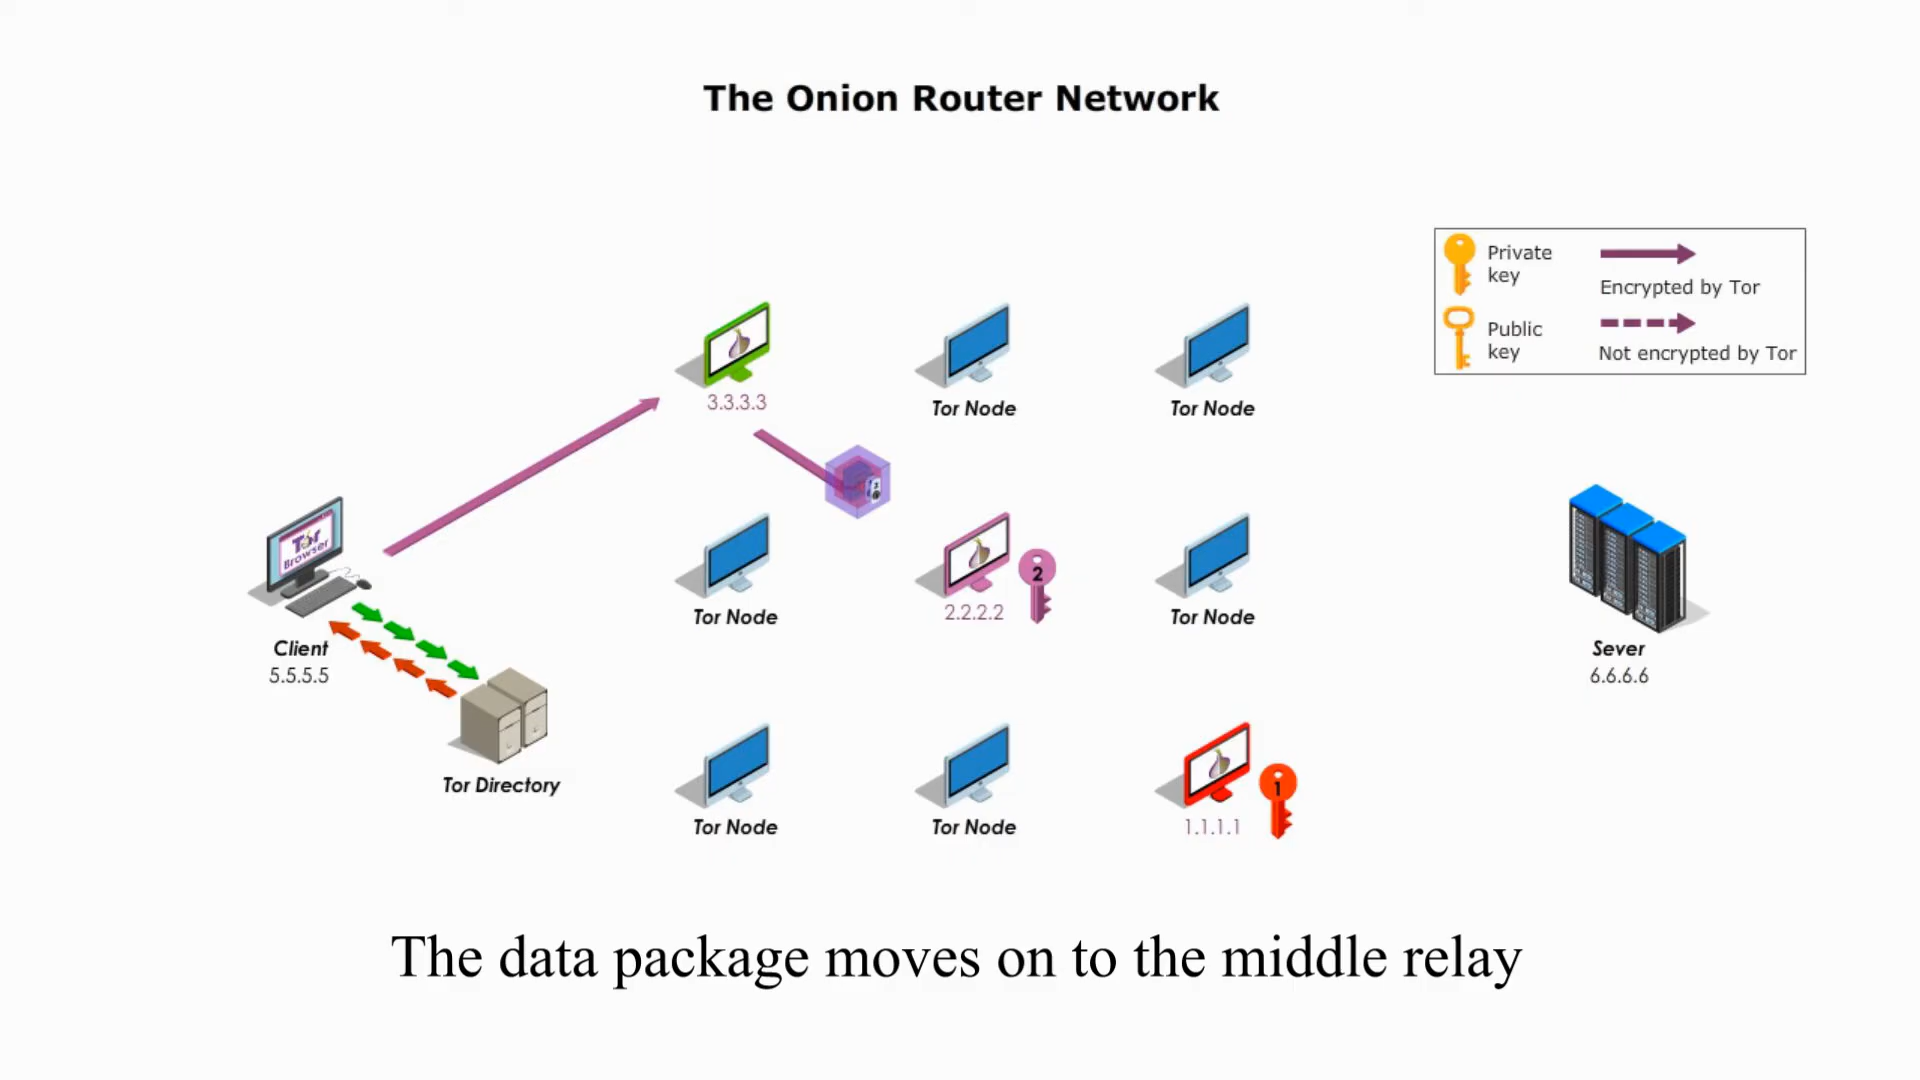 The Onion Router Network
Private
key
Encrypted by Tor
Public
key
Not encrypted by Tor
3.3.3.3
Tor Node
Tor Node
2
Tor
Browser
Client
5.5.5.5
Tor Node
2.2.2.2
2
Tor Node
Sever
6.6.6.6
Tor Directory
Tor Node
Tor Node
1.1.1.1
1
The data package moves on to the middle relay